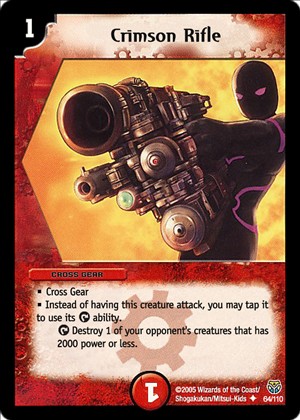 1
Crimson Rifle
CROSS GEAR
▪ Cross Gear
▪ Instead of having this creature attack, you may tap it
to use its ability.
Destroy 1 of your opponent's creatures that has
2000 power or less.
1
©2005 Wizards of the Coast/
Shogakukan/Mitsui-Kids ✦ 64/110